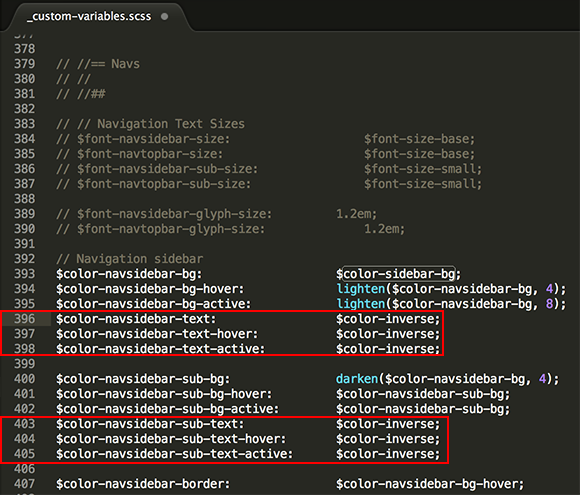 _custom-variables.scss
377
378
379 // //== Navs
380 // //
381 // //##
382
383 // // Navigation Text Sizes
384 // $font-navsidebar-size: $font-size-base;
385 // $font-navtopbar-size: $font-size-base;
386 // $font-navsidebar-sub-size: $font-size-small;
387 // $font-navtopbar-sub-size: $font-size-small;
388
389 // $font-navsidebar-glyph-size: 1.2em;
390 // $font-navtopbar-glyph-size: 1.2em;
391
392 // Navigation sidebar
393 $color-navsidebar-bg: $color-sidebar-bg;
394 $color-navsidebar-bg-hover: lighten($color-navsidebar-bg, 4);
395 $color-navsidebar-bg-active: lighten($color-navsidebar-bg, 8);
396 $color-navsidebar-text: $color-inverse;
397 $color-navsidebar-text-hover: $color-inverse;
398 $color-navsidebar-text-active: $color-inverse;
399
400 $color-navsidebar-sub-bg: darken($color-navsidebar-bg, 4);
401 $color-navsidebar-sub-bg-hover: $color-navsidebar-sub-bg;
402 $color-navsidebar-sub-bg-active: $color-navsidebar-sub-bg;
403 $color-navsidebar-sub-text: $color-inverse;
404 $color-navsidebar-sub-text-hover: $color-inverse;
405 $color-navsidebar-sub-text-active: $color-inverse;
406
407 $color-navsidebar-border: $color-navsidebar-bg-hover;